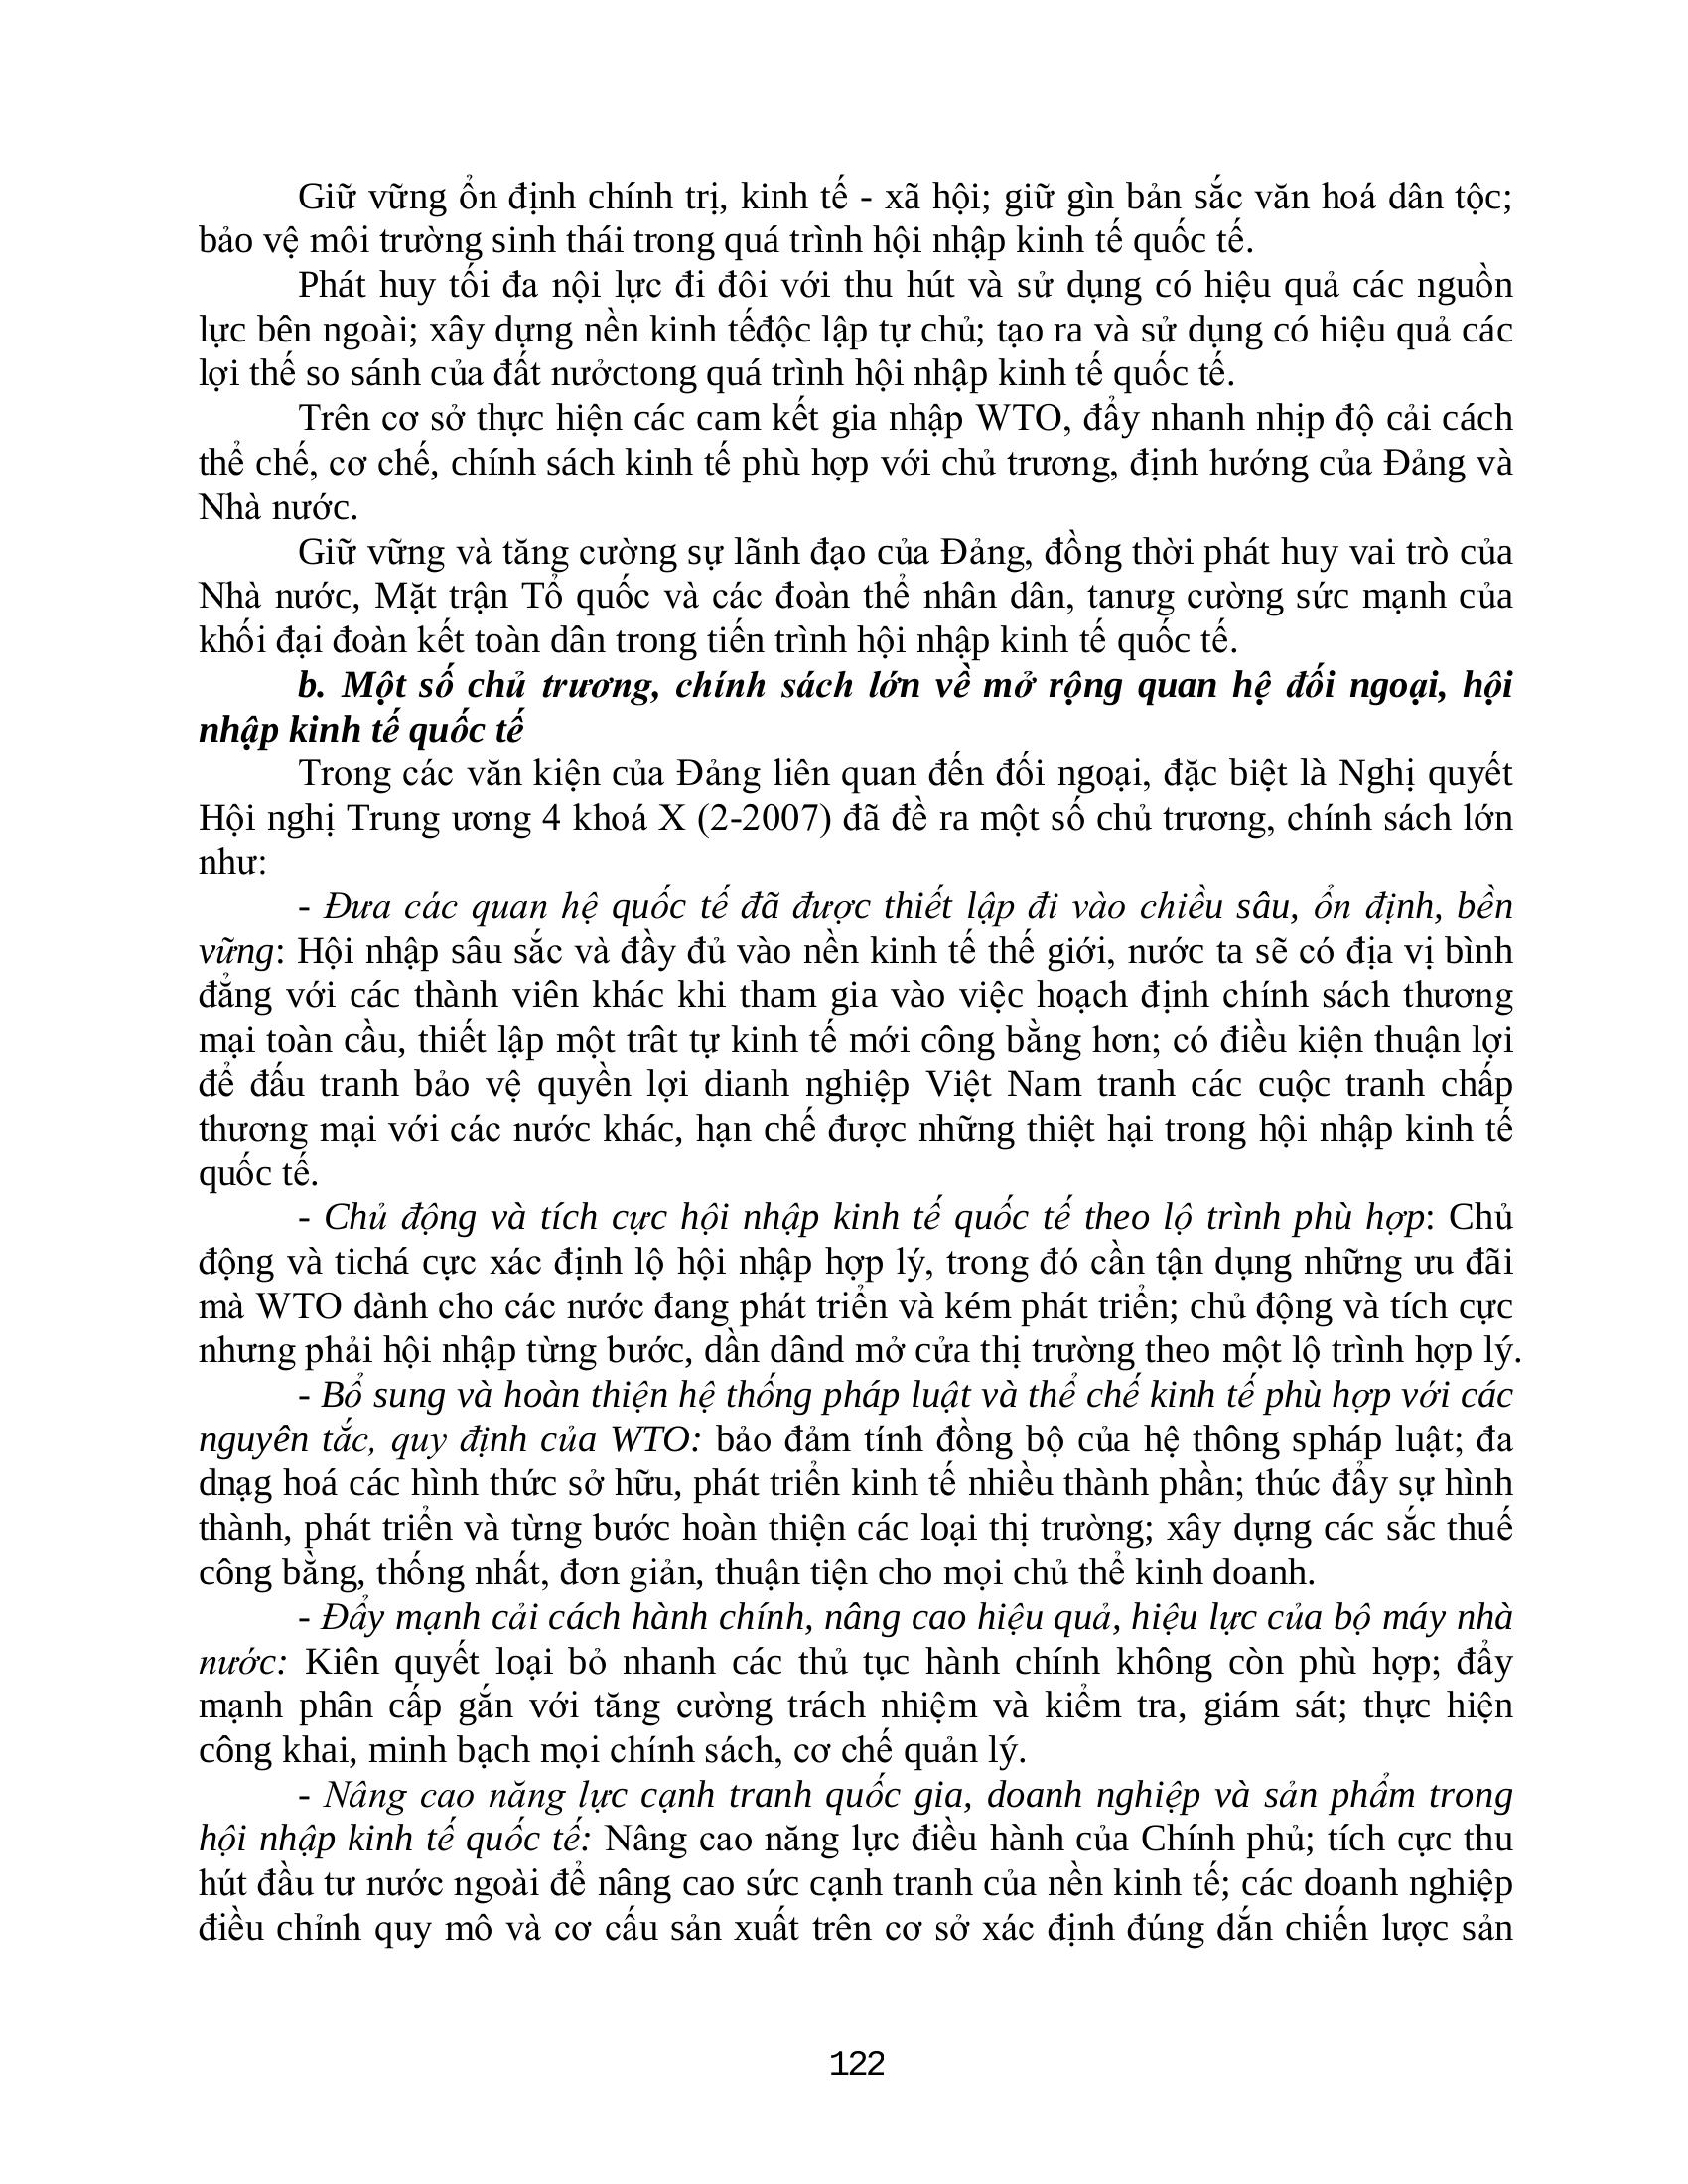 Giữ vững ổn định chính trị, kinh tế - xã hội; giữ gìn bản sắc văn hoá dân tộc;
bảo vệ môi trường sinh thái trong quá trình hội nhập kinh tế quốc tế.
Phát huy tối đa nội lực đi đôi với thu hút và sử dụng có hiệu quả các nguồn
lực bên ngoài; xây dựng nền kinh tếđộc lập tự chủ; tạo ra và sử dụng có hiệu quả các
lợi thế so sánh của đất nưởctong quá trình hội nhập kinh tế quốc tế.
Trên cơ sở thực hiện các cam kết gia nhập WTO, đẩy nhanh nhịp độ cải cách
thể chế, cơ chế, chính sách kinh tế phù hợp với chủ trương, định hướng của Đảng và
Nhà nước.
Giữ vững và tăng cường sự lãnh đạo của Đảng, đồng thời phát huy vai trò của
Nhà nước, Mặt trận Tổ quốc và các đoàn thể nhân dân, tanưg cường sức mạnh của
khối đại đoàn kết toàn dân trong tiến trình hội nhập kinh tế quốc tế.
b. Một số chủ trương, chính sách lớn về mở rộng quan hệ đối ngoại, hội
nhập kinh tế quốc tế
Trong các văn kiện của Đảng liên quan đến đối ngoại, đặc biệt là Nghị quyết
Hội nghị Trung ương 4 khoá X (2-2007) đã đề ra một số chủ trương, chính sách lớn
như:
- Đưa các quan hệ quốc tế đã được thiết lập đi vào chiều sâu, ổn định, bền
vững: Hội nhập sâu sắc và đầy đủ vào nền kinh tế thế giới, nước ta sẽ có địa vị bình
đẳng với các thành viên khác khi tham gia vào việc hoạch định chính sách thương
mại toàn cầu, thiết lập một trât tự kinh tế mới công bằng hơn; có điều kiện thuận lợi
để đấu tranh bảo vệ quyền lợi dianh nghiệp Việt Nam tranh các cuộc tranh chấp
thương mại với các nước khác, hạn chế được những thiệt hại trong hội nhập kinh tế
quốc tế.
- Chủ động và tích cực hội nhập kinh tế quốc tế theo lộ trình phù hợp: Chủ
động và tichá cực xác định lộ hội nhập hợp lý, trong đó cần tận dụng những ưu đãi
mà WTO dành cho các nước đang phát triển và kém phát triển; chủ động và tích cực
nhưng phải hội nhập từng bước, dần dând mở cửa thị trường theo một lộ trình hợp lý.
- Bổ sung và hoàn thiện hệ thống pháp luật và thể chế kinh tế phù hợp với các
nguyên tắc, quy định của WTO: bảo đảm tính đồng bộ của hệ thông spháp luật; đa
dnạg hoá các hình thức sở hữu, phát triển kinh tế nhiều thành phần; thúc đẩy sự hình
thành, phát triển và từng bước hoàn thiện các loại thị trường; xây dựng các sắc thuế
công bằng, thống nhất, đơn giản, thuận tiện cho mọi chủ thể kinh doanh.
- Đẩy mạnh cải cách hành chính, nâng cao hiệu quả, hiệu lực của bộ máy nhà
nước: Kiên quyết loại bỏ nhanh các thủ tục hành chính không còn phù hợp; đẩy
mạnh phân cấp gắn với tăng cường trách nhiệm và kiểm tra, giám sát; thực hiện
công khai, minh bạch mọi chính sách, cơ chế quản lý.
- Nâng cao năng lực cạnh tranh quốc gia, doanh nghiệp và sản phẩm trong
hội nhập kinh tế quốc tế: Nâng cao năng lực điều hành của Chính phủ; tích cực thu
hút đầu tư nước ngoài để nâng cao sức cạnh tranh của nền kinh tế; các doanh nghiệp
điều chỉnh quy mô và cơ cấu sản xuất trên cơ sở xác định đúng dắn chiến lược sản
122